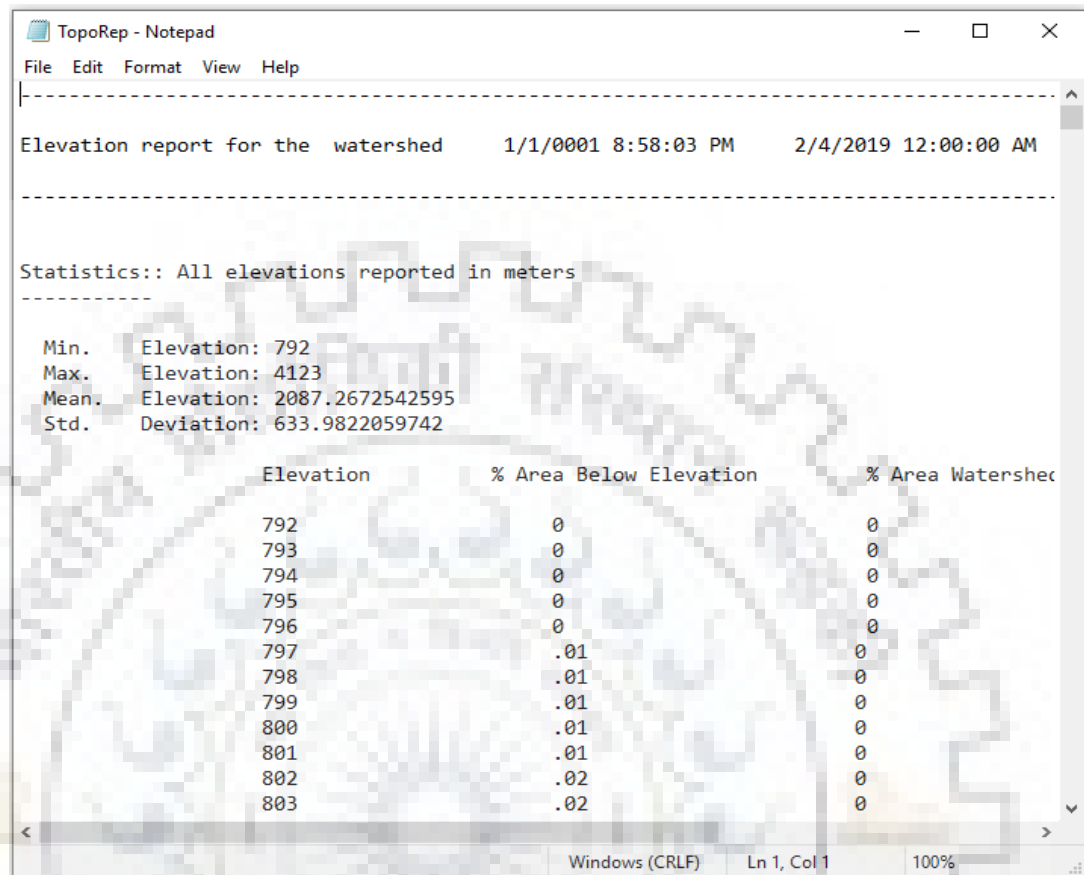 TopoRep - Notepad
File Edit Format View Help
--------------------------------------------------------------------------------------
Elevation report for the watershed 1/1/0001 8:58:03 PM 2/4/2019 12:00:00 AM
--------------------------------------------------------------------------------------
Statistics:: All elevations reported in meters
-----------
Min. Elevation: 792
Max. Elevation: 4123
Mean. Elevation: 2087.2672542595
Std. Deviation: 633.9822059742
Elevation % Area Below Elevation % Area Watershed
792 0 0
793 0 0
794 0 0
795 0 0
796 0 0
797 .01 0
798 .01 0
799 .01 0
800 .01 0
801 .01 0
802 .02 0
803 .02 0
Windows (CRLF) Ln 1, Col 1 100%